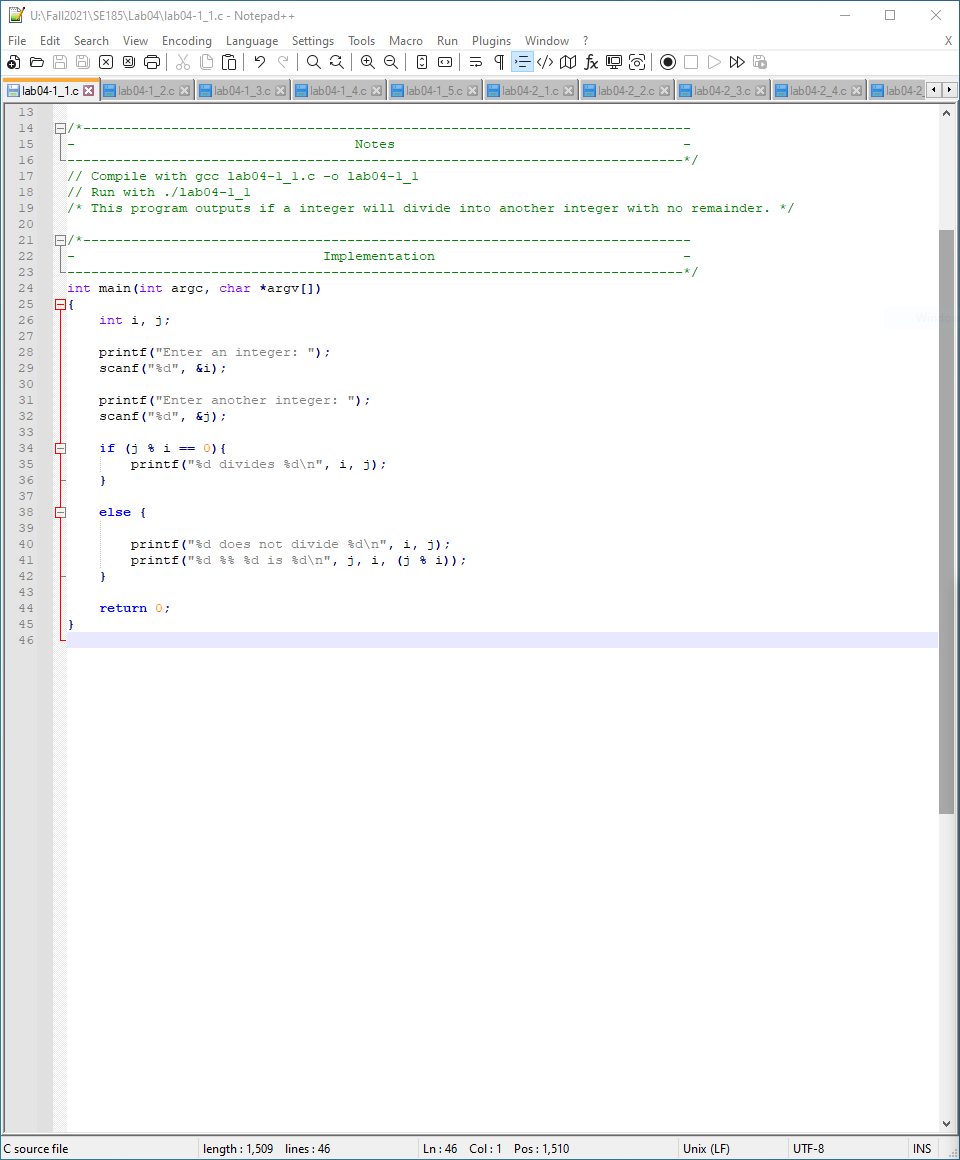 U:\Fall2021\SE185\Lab04\lab04-1_1.c - Notepad++
File Edit Search View Encoding Language Settings Tools Macro Run Plugins Window ? X
lab04-1_1.c lab04-1_2.c lab04-1_3.c lab04-1_4.c lab04-1_5.c lab04-2_1.c lab04-2_2.c lab04-2_3.c lab04-2_4.c lab04-2_
13
14 /*-----------------------------------------------------------------------------
15 - Notes -
16 ------------------------------------------------------------------------------*/
17 // Compile with gcc lab04-1_1.c -o lab04-1_1
18 // Run with ./lab04-1_1
19 /* This program outputs if a integer will divide into another integer with no remainder. */
20
21 /*-----------------------------------------------------------------------------
22 - Implementation -
23 ------------------------------------------------------------------------------*/
24 int main(int argc, char *argv[])
25 {
26 int i, j;
27
28 printf("Enter an integer: ");
29 scanf("%d", &i);
30
31 printf("Enter another integer: ");
32 scanf("%d", &j);
33
34 if (j % i == 0){
35 printf("%d divides %d\n", i, j);
36 }
37
38 else {
39
40 printf("%d does not divide %d\n", i, j);
41 printf("%d %% %d is %d\n", j, i, (j % i));
42 }
43
44 return 0;
45 }
46
C source file length : 1,509 lines : 46 Ln : 46 Col : 1 Pos : 1,510 Unix (LF) UTF-8 INS